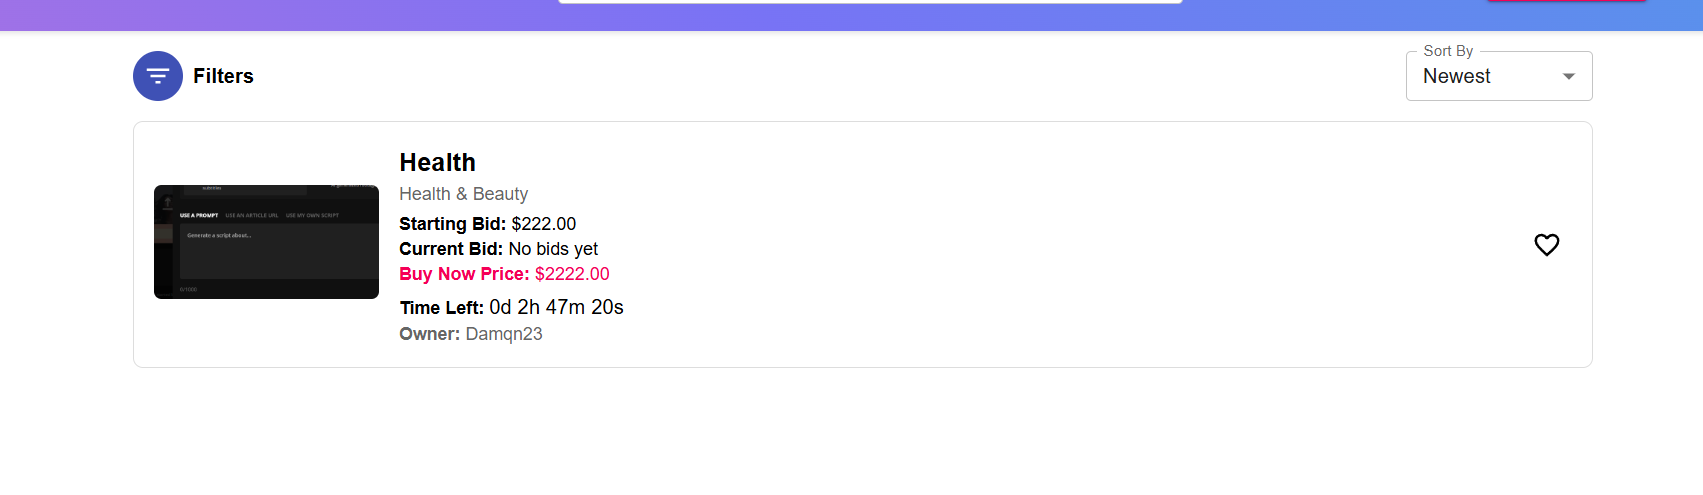 Filters
Sort By
Newest
Health
Health & Beauty
Starting Bid: $222.00
Current Bid: No bids yet
Buy Now Price: $2222.00
Time Left: 0d 2h 47m 20s
Owner: Damqn23
subtitles
USE A PROMPT USE AN ARTICLE URL USE MY OWN SCRIPT
Generate a script about...
0/1000